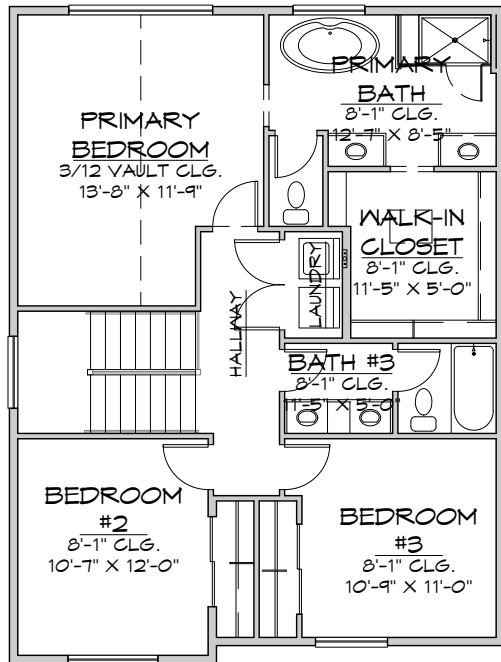 PRIMARY
BEDROOM
3/12 VAULT CLG.
13'-8" X 11'-9"
PRIMARY
BATH
8'-1" CLG.
12'-7" X 8'-5"
WALK-IN
CLOSET
8'-1" CLG.
11'-5" X 5'-0"
LAUNDRY
HALLWAY
BATH #3
8'-1" CLG.
11'-5" X 5'-0"
BEDROOM
#2
8'-1" CLG.
10'-7" X 12'-0"
BEDROOM
#3
8'-1" CLG.
10'-9" X 11'-0"